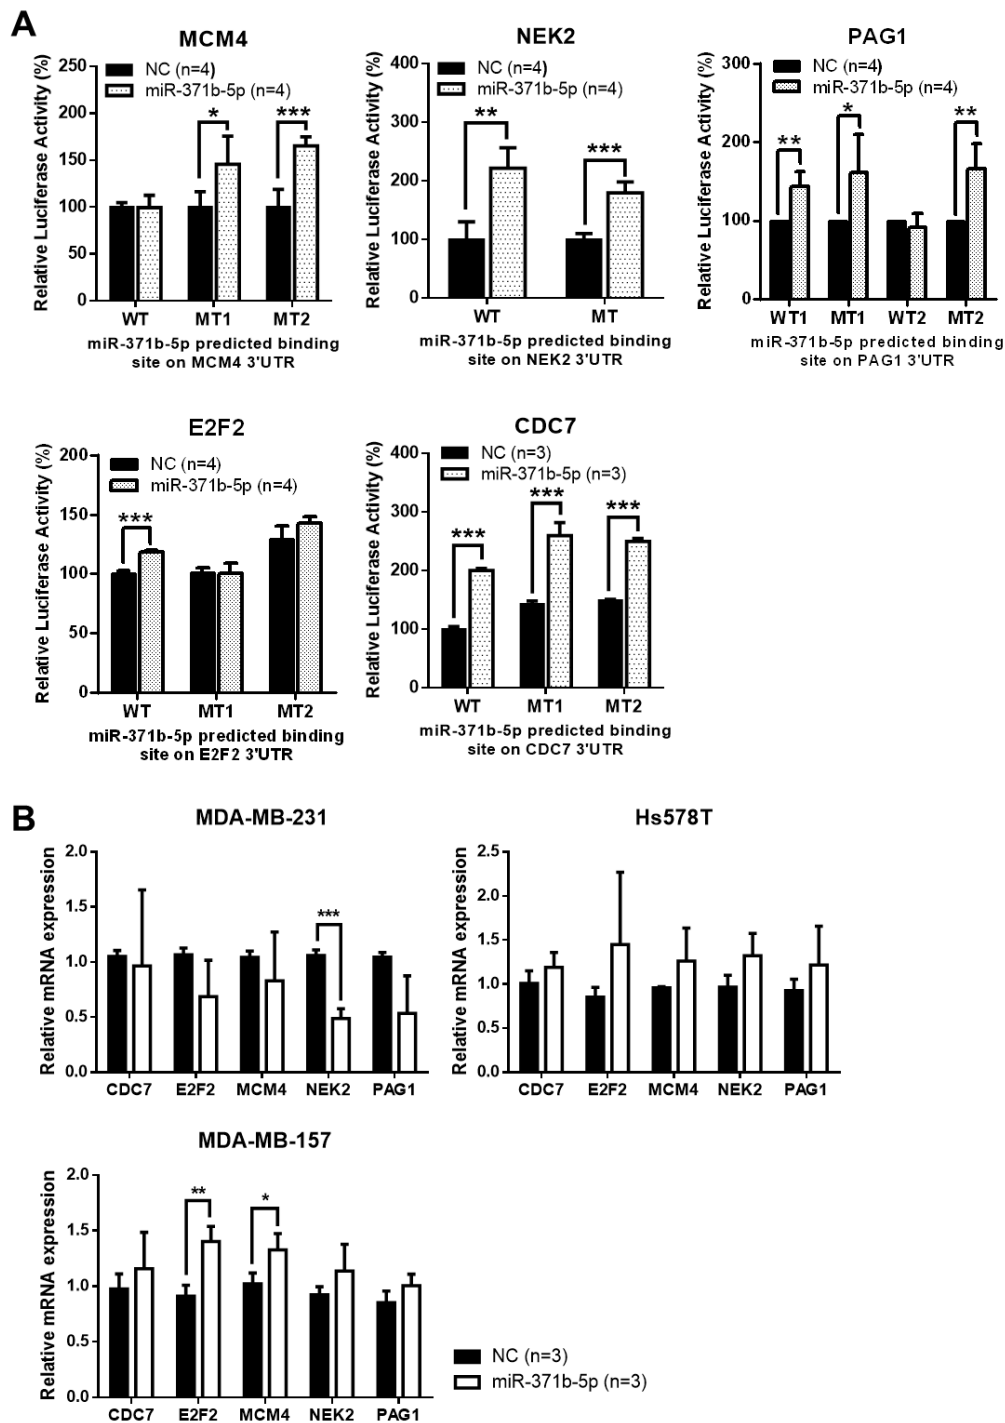 A
MCM4
NC (n=4)
miR-371b-5p (n=4)
Relative Luciferase Activity (%)
250
200
150
100
50
0
*
***
WT MT1 MT2
miR-371b-5p predicted binding
site on MCM4 3'UTR
NEK2
NC (n=4)
miR-371b-5p (n=4)
Relative Luciferase Activity (%)
400
300
200
100
0
**
***
WT MT
miR-371b-5p predicted binding
site on NEK2 3'UTR
PAG1
NC (n=4)
miR-371b-5p (n=4)
Relative Luciferase Activity (%)
300
200
100
0
**
*
**
WT1 MT1 WT2 MT2
miR-371b-5p predicted binding
site on PAG1 3'UTR
E2F2
NC (n=4)
miR-371b-5p (n=4)
Relative Luciferase Activity (%)
200
150
100
50
0
***
WT MT1 MT2
miR-371b-5p predicted binding
site on E2F2 3'UTR
CDC7
NC (n=3)
miR-371b-5p (n=3)
Relative Luciferase Activity (%)
400
300
200
100
0
***
***
***
WT MT1 MT2
miR-371b-5p predicted binding
site on CDC7 3'UTR
B
MDA-MB-231
Relative mRNA expression
2.0
1.5
1.0
0.5
0.0
***
CDC7 E2F2 MCM4 NEK2 PAG1
Hs578T
Relative mRNA expression
2.5
2.0
1.5
1.0
0.5
0.0
CDC7 E2F2 MCM4 NEK2 PAG1
MDA-MB-157
Relative mRNA expression
2.0
1.5
1.0
0.5
0.0
**
*
CDC7 E2F2 MCM4 NEK2 PAG1
NC (n=3)
miR-371b-5p (n=3)